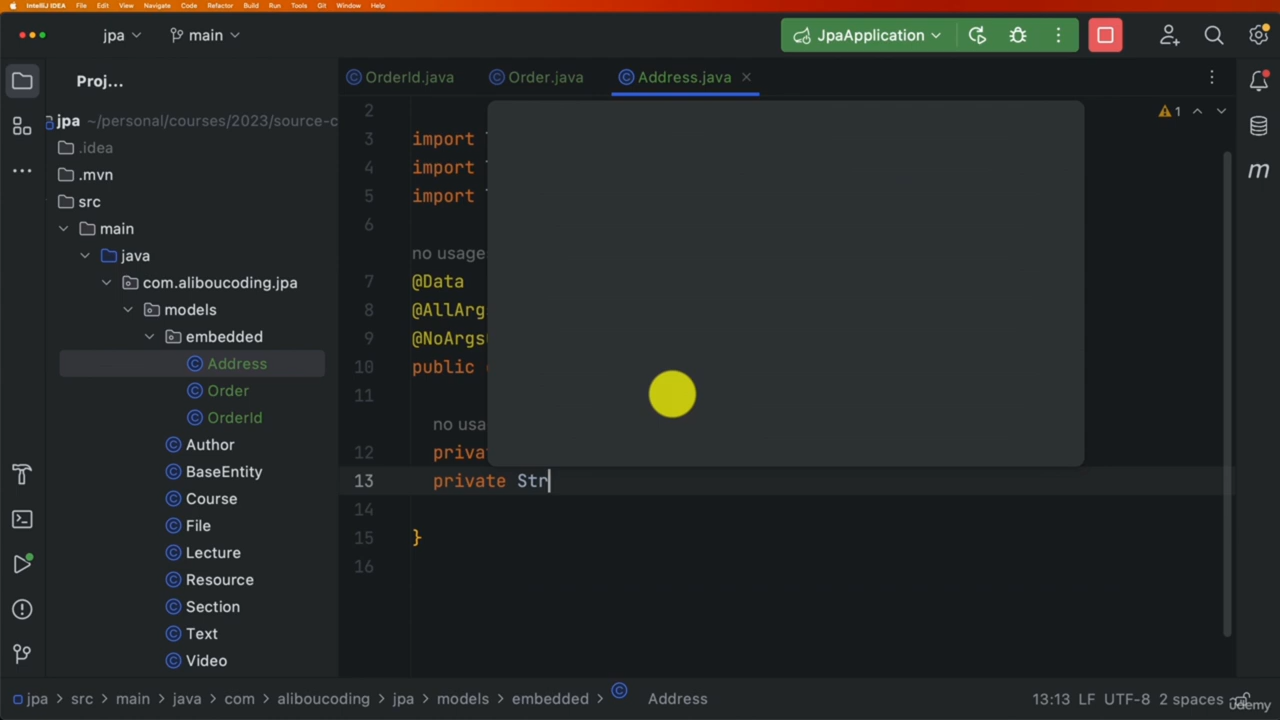 IntelliJ IDEA File Edit View Navigate Code Refactor Build Run Tools Git Window Help
jpa main JpaApplication
Proj... OrderId.java Order.java Address.java
jpa ~/personal/courses/2023/source-c
.idea
.mvn
src
main
java
com.aliboucoding.jpa
models
embedded
Address
Order
OrderId
Author
BaseEntity
Course
File
Lecture
Resource
Section
Text
Video
1
2
3 import
4 import
5 import
6
no usage
7 @Data
8 @AllArg
9 @NoArgs
10 public
11
no usa
12 priva
13 private Str
14
15 }
16
m
jpa > src > main > java > com > aliboucoding > jpa > models > embedded > Address 13:13 LF UTF-8 2 spaces
udemy